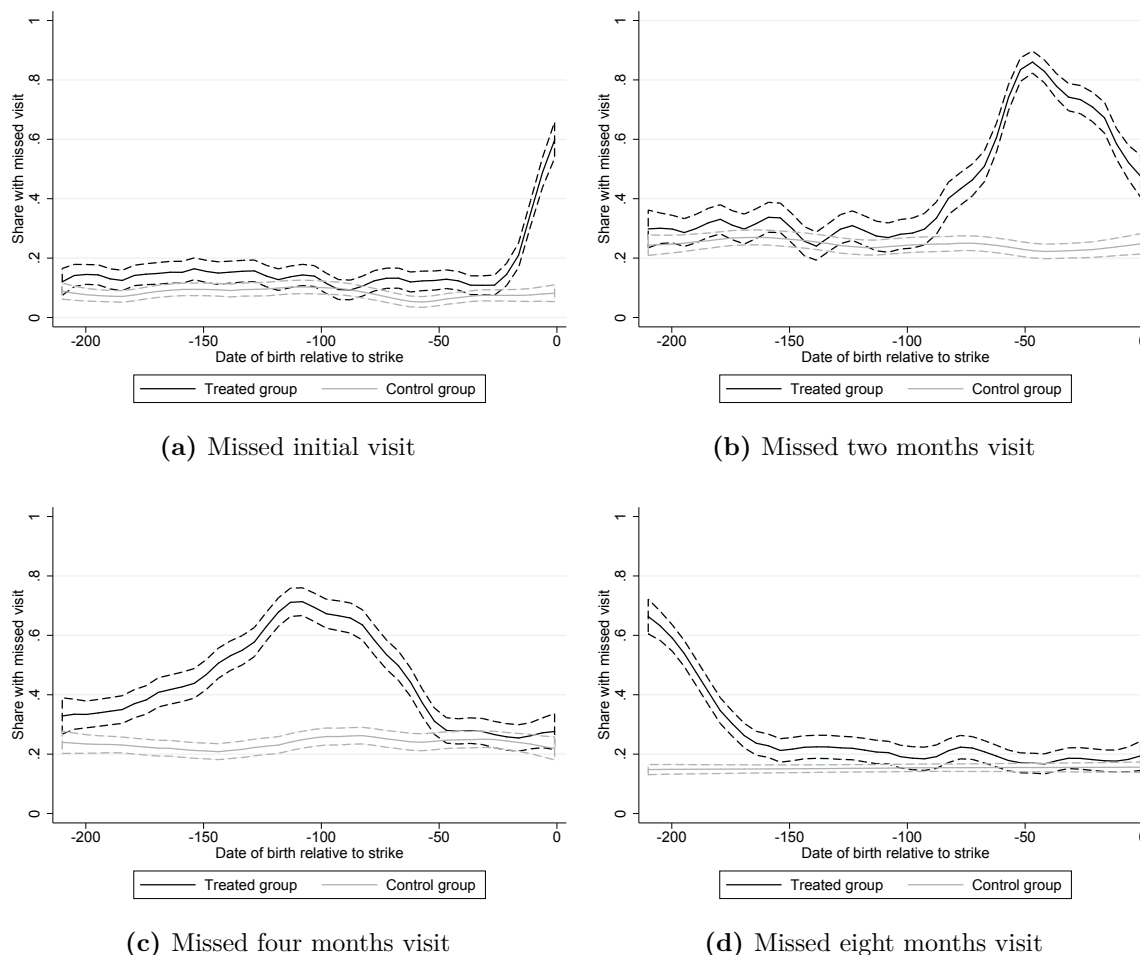 1
.8
.6
.4
.2
0
Share with missed visit
-200 -150 -100 -50 0
Date of birth relative to strike
Treated group Control group
(a) Missed initial visit
1
.8
.6
.4
.2
0
Share with missed visit
-200 -150 -100 -50 0
Date of birth relative to strike
Treated group Control group
(b) Missed two months visit
1
.8
.6
.4
.2
0
Share with missed visit
-200 -150 -100 -50 0
Date of birth relative to strike
Treated group Control group
(c) Missed four months visit
1
.8
.6
.4
.2
0
Share with missed visit
-200 -150 -100 -50 0
Date of birth relative to strike
Treated group Control group
(d) Missed eight months visit